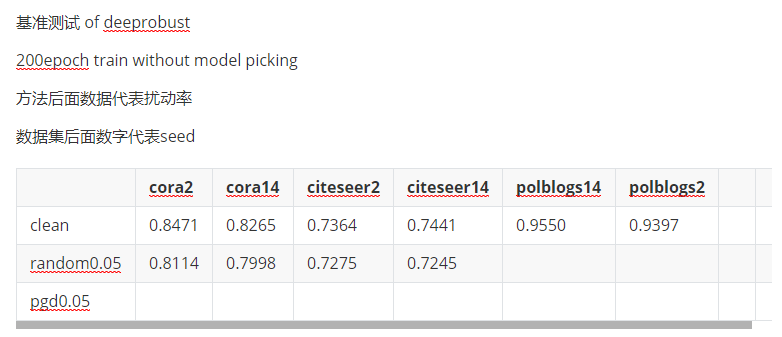 基准测试 of deeprobust
200epoch train without model picking
方法后面数据代表扰动率
数据集后面数字代表seed
cora2 cora14 citeseer2 citeseer14 polblogs14 polblogs2
clean 0.8471 0.8265 0.7364 0.7441 0.9550 0.9397
random0.05 0.8114 0.7998 0.7275 0.7245
pgd0.05